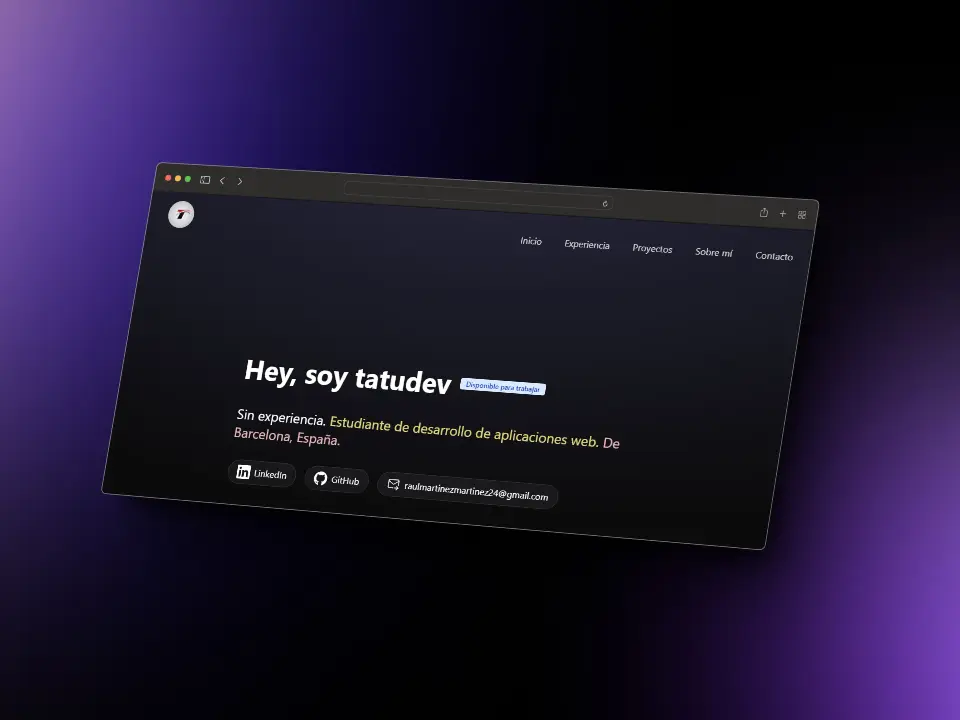 Inicio Experiencia Proyectos Sobre mí Contacto
Hey, soy tatudev Disponible para trabajar
Sin experiencia. Estudiante de desarrollo de aplicaciones web. De
Barcelona, España.
LinkedIn GitHub raulmartinezmartinez24@gmail.com